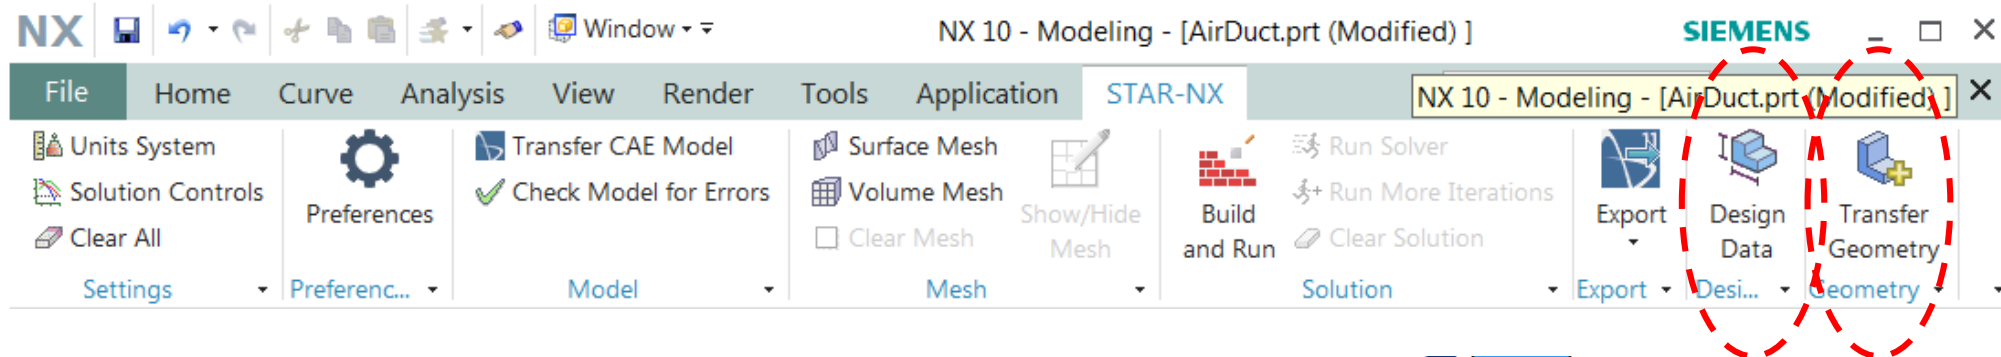 NX Window NX 10 - Modeling - [AirDuct.prt (Modified) ] SIEMENS
File Home Curve Analysis View Render Tools Application STAR-NX NX 10 - Modeling - [AirDuct.prt (Modified) ]
Units System
Solution Controls
Clear All
Settings
Preferences
Preferenc...
Transfer CAE Model
Check Model for Errors
Model
Surface Mesh
Volume Mesh
Clear Mesh
Show/Hide
Mesh
Mesh
Build
and Run
Run Solver
Run More Iterations
Clear Solution
Solution
Export
Export
Design
Data
Desi...
Transfer
Geometry
Geometry